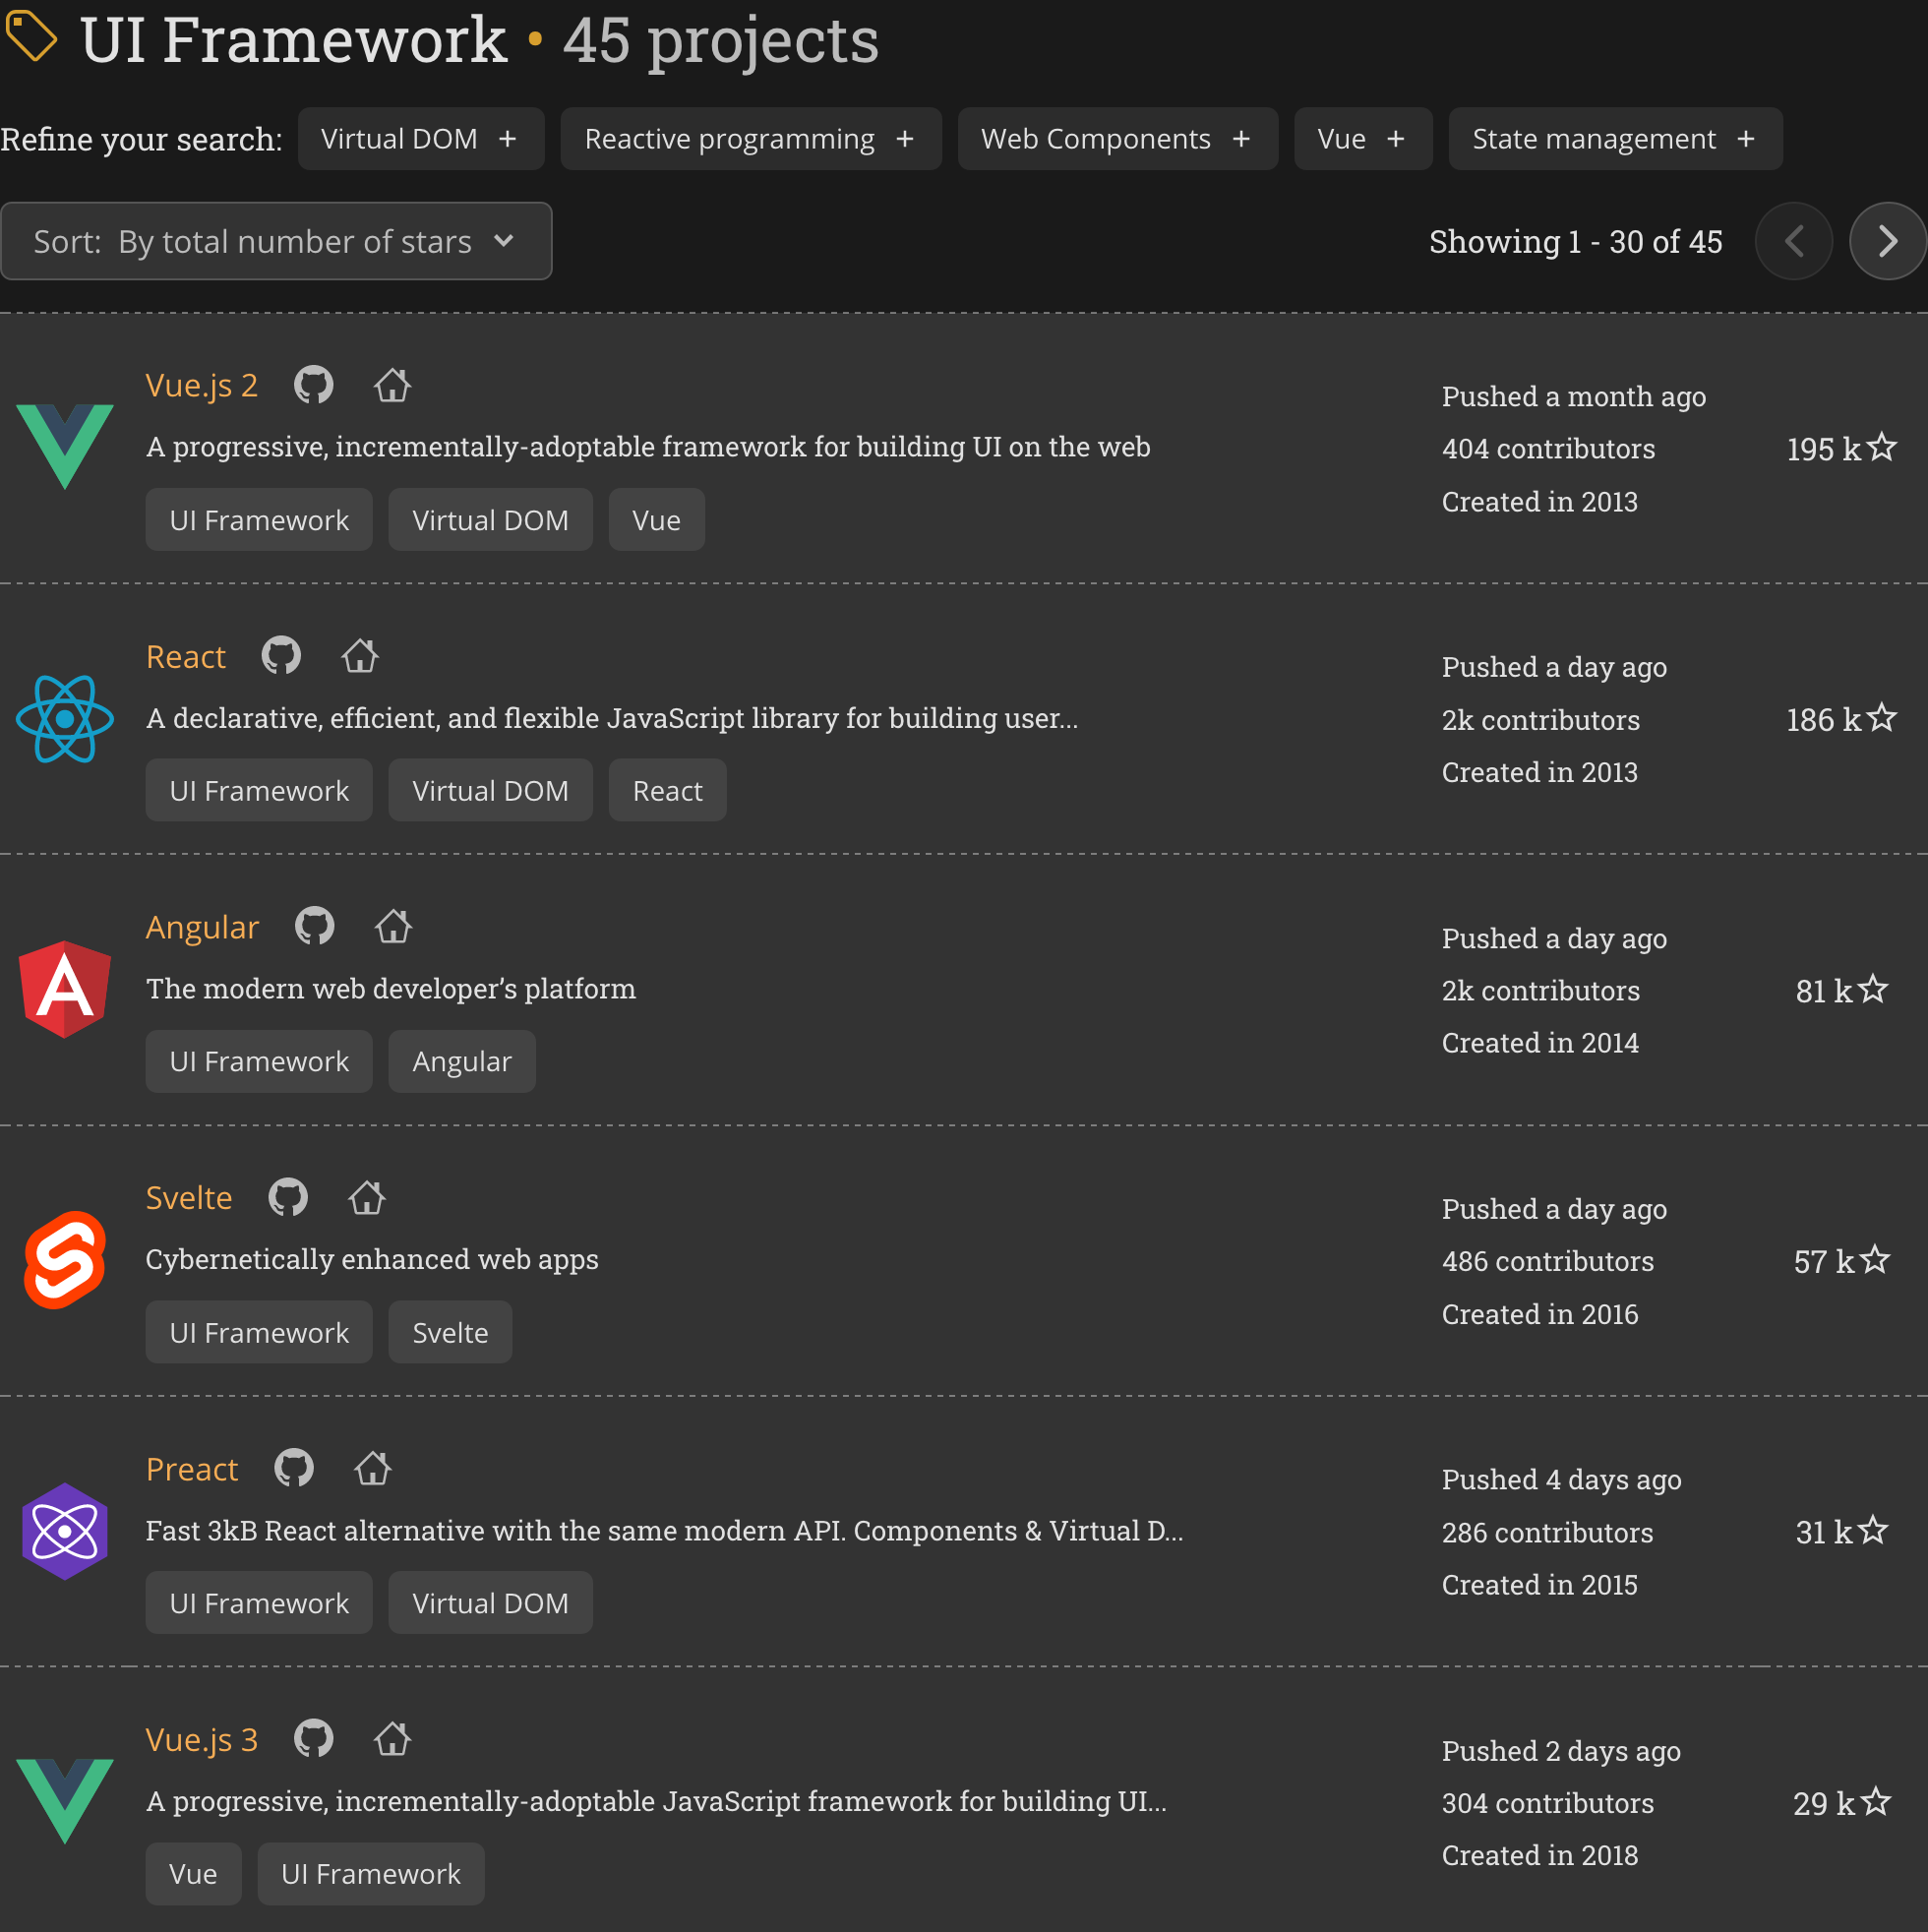 UI Framework • 45 projects
Refine your search: Virtual DOM + Reactive programming + Web Components + Vue + State management +
Sort: By total number of stars
Showing 1 - 30 of 45
Vue.js 2
A progressive, incrementally-adoptable framework for building UI on the web
UI Framework Virtual DOM Vue
Pushed a month ago
404 contributors
Created in 2013
195 k
React
A declarative, efficient, and flexible JavaScript library for building user...
UI Framework Virtual DOM React
Pushed a day ago
2k contributors
Created in 2013
186 k
Angular
The modern web developer’s platform
UI Framework Angular
Pushed a day ago
2k contributors
Created in 2014
81 k
Svelte
Cybernetically enhanced web apps
UI Framework Svelte
Pushed a day ago
486 contributors
Created in 2016
57 k
Preact
Fast 3kB React alternative with the same modern API. Components & Virtual D...
UI Framework Virtual DOM
Pushed 4 days ago
286 contributors
Created in 2015
31 k
Vue.js 3
A progressive, incrementally-adoptable JavaScript framework for building UI...
Vue UI Framework
Pushed 2 days ago
304 contributors
Created in 2018
29 k